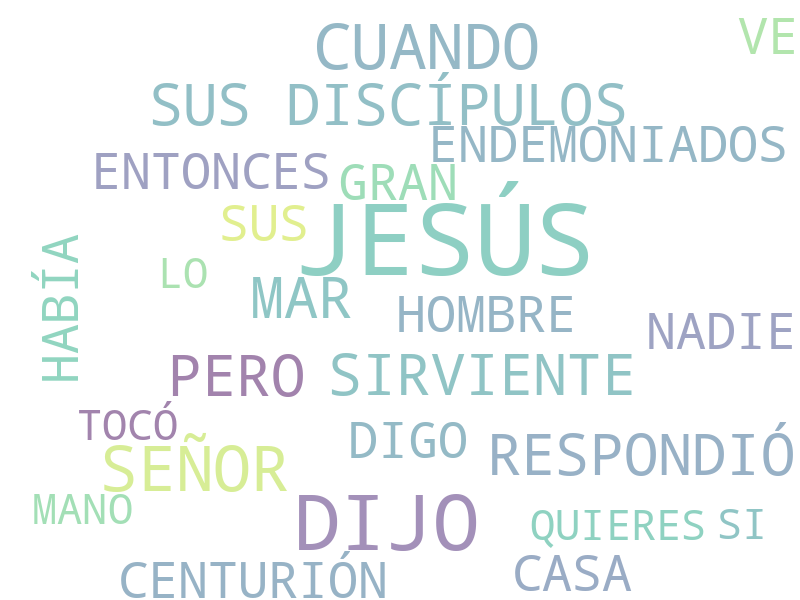 VE
CUANDO
SUS DISCÍPULOS
ENDEMONIADOS
ENTONCES
GRAN
SUS
JESÚS
HABÍA
LO
MAR
HOMBRE
NADIE
PERO
SIRVIENTE
TOCÓ
DIGO
SEÑOR
RESPONDIÓ
MANO
DIJO
QUIERES
SI
CENTURIÓN
CASA